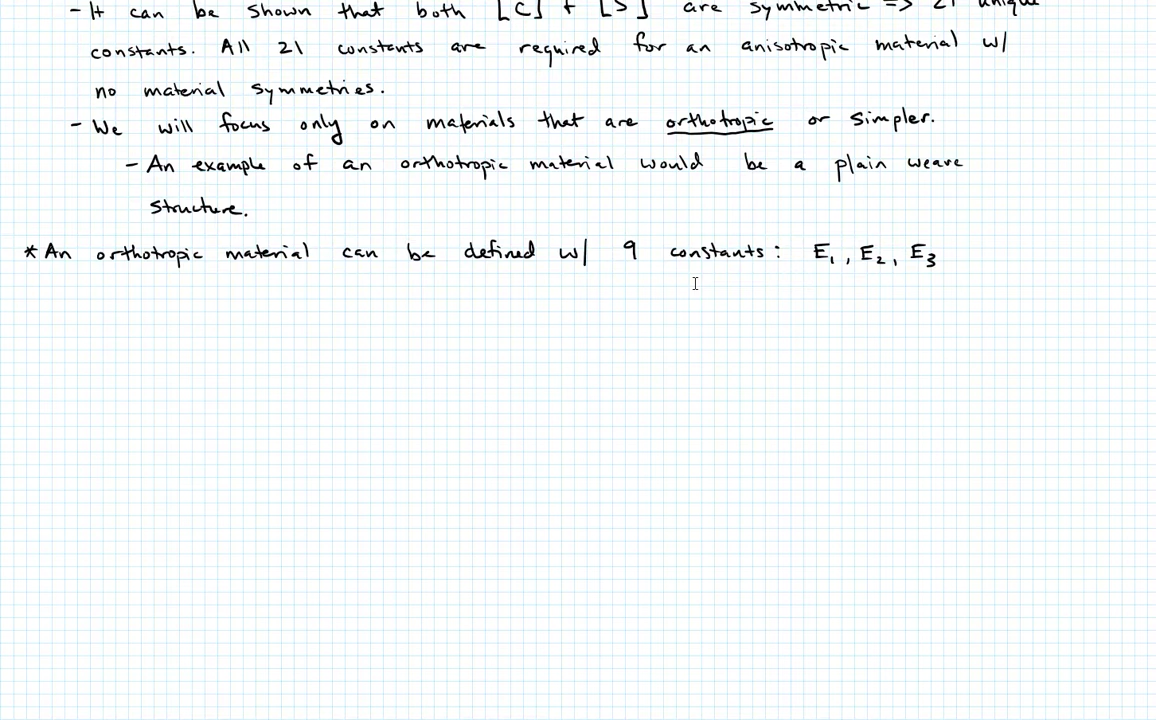 - It can be shown that both [C] + [S] are symmetric => 21 unique
constants. All 21 constants are required for an anisotropic material w/
no material symmetries.
- We will focus only on materials that are orthotropic or simpler.
- An example of an orthotropic material would be a plain weave
structure.
* An orthotropic material can be defined w/ 9 constants: E₁, E₂, E₃